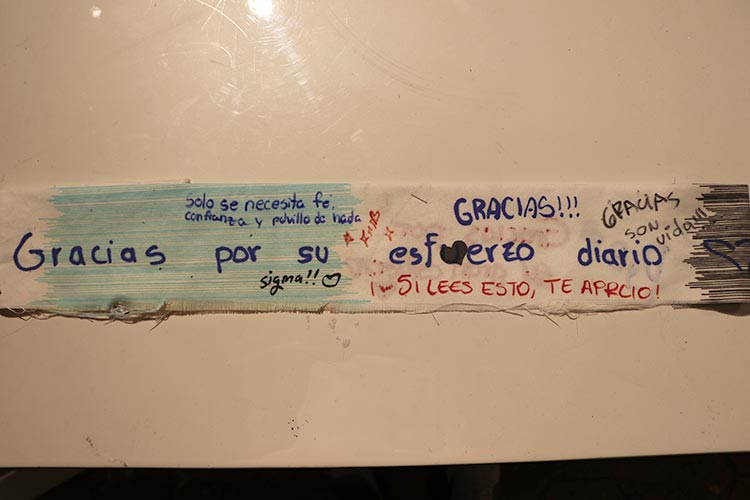 Solo se necesita fe,
confianza y polvillo de hada
GRACIAS!!!
GRACIAS
SON
vida!!!
Gracias por su esfuerzo diario
sigma!!
¡SI LEES ESTO, TE APRCIO!